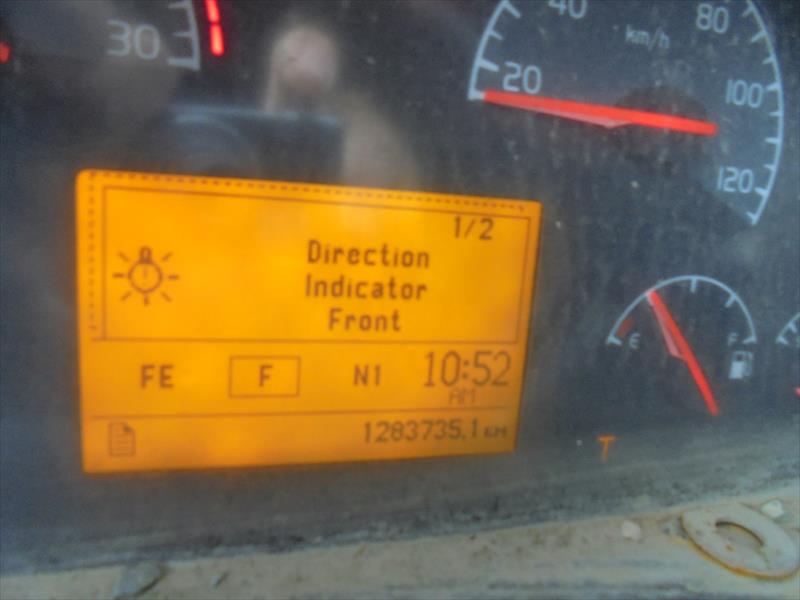 30
40
km/h
80
20
100
120
1/2
Direction
Indicator
Front
FE F N1 10:52
AM
1283735,1 KM
E F
T